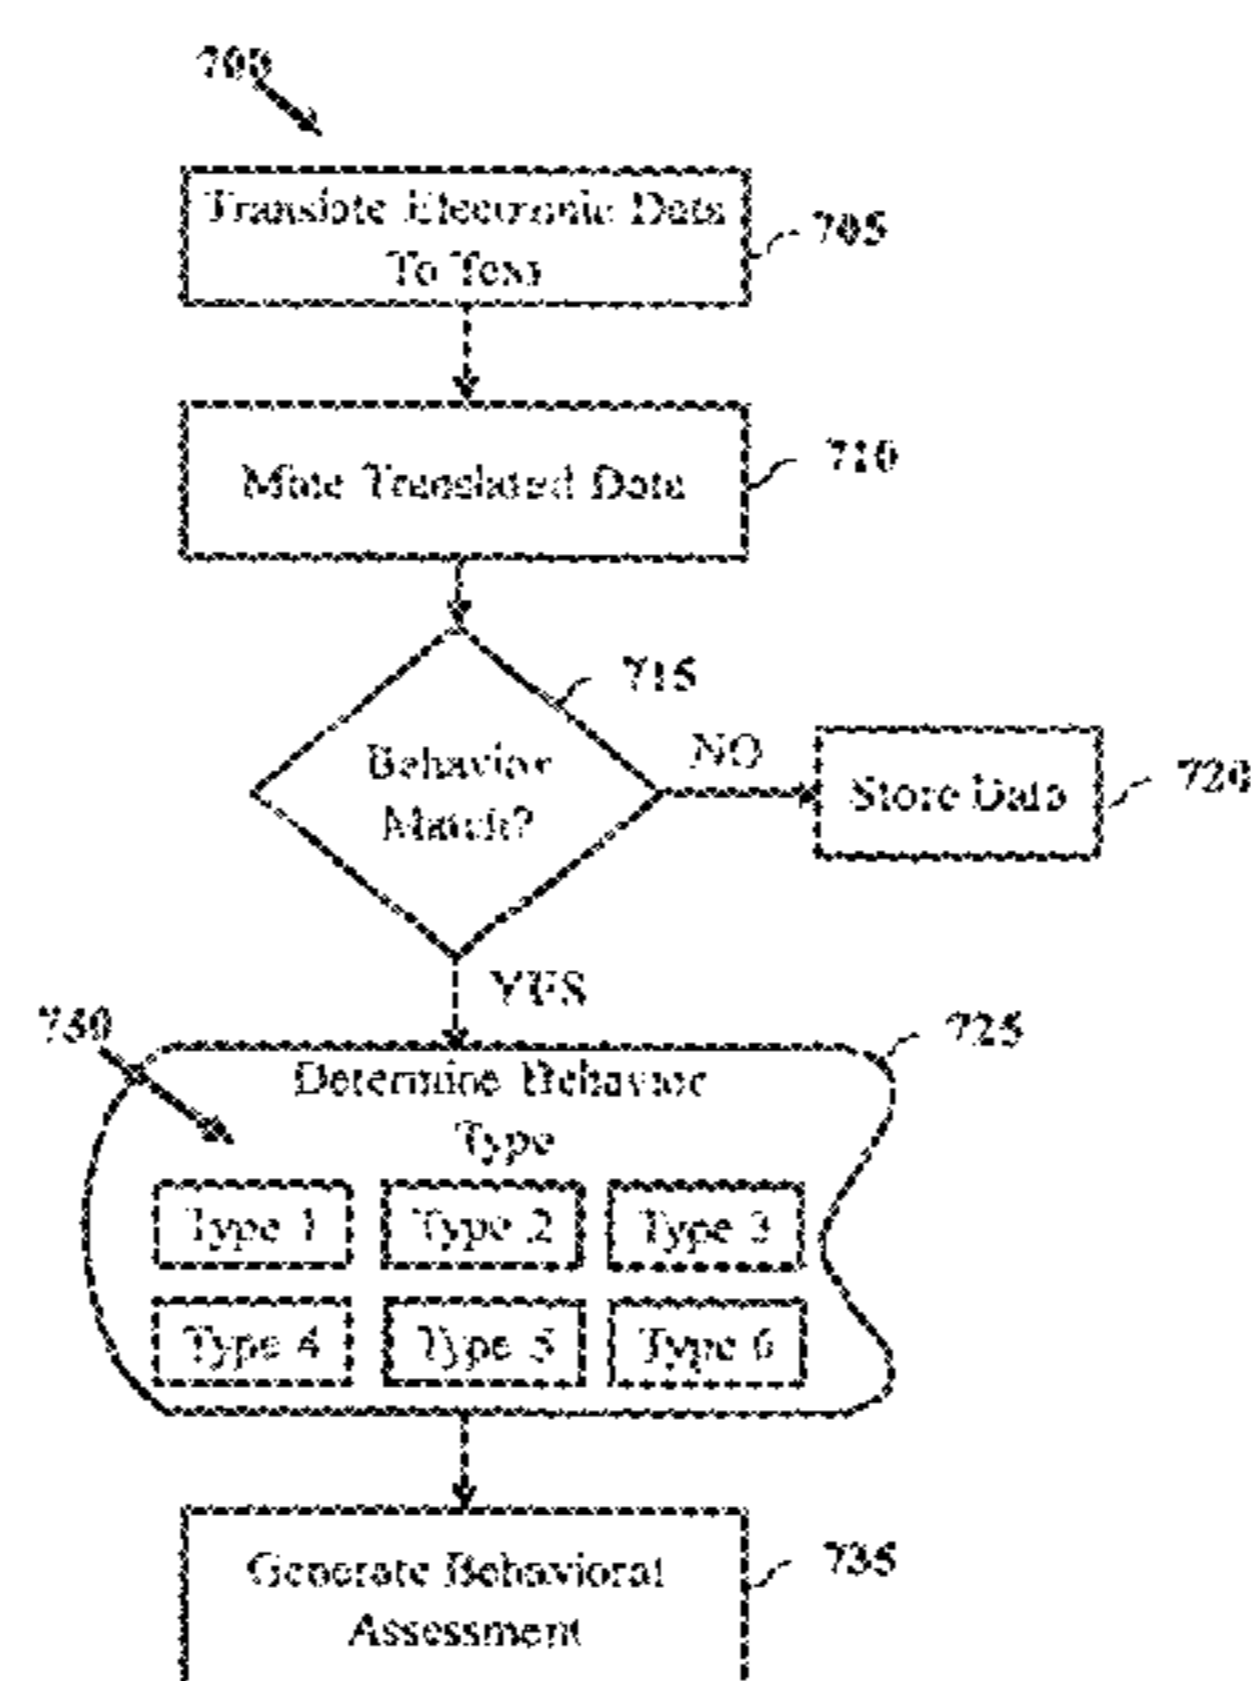 700
Translate Electronic Data
705
To Text
Mine Translated Data
710
715
Behavior
Match?
NO
Store Data
720
YES
730
725
Determine Behavior
Type
Type 1
Type 2
Type 3
Type 4
Type 5
Type 6
Generate Behavioral
Assessment
735